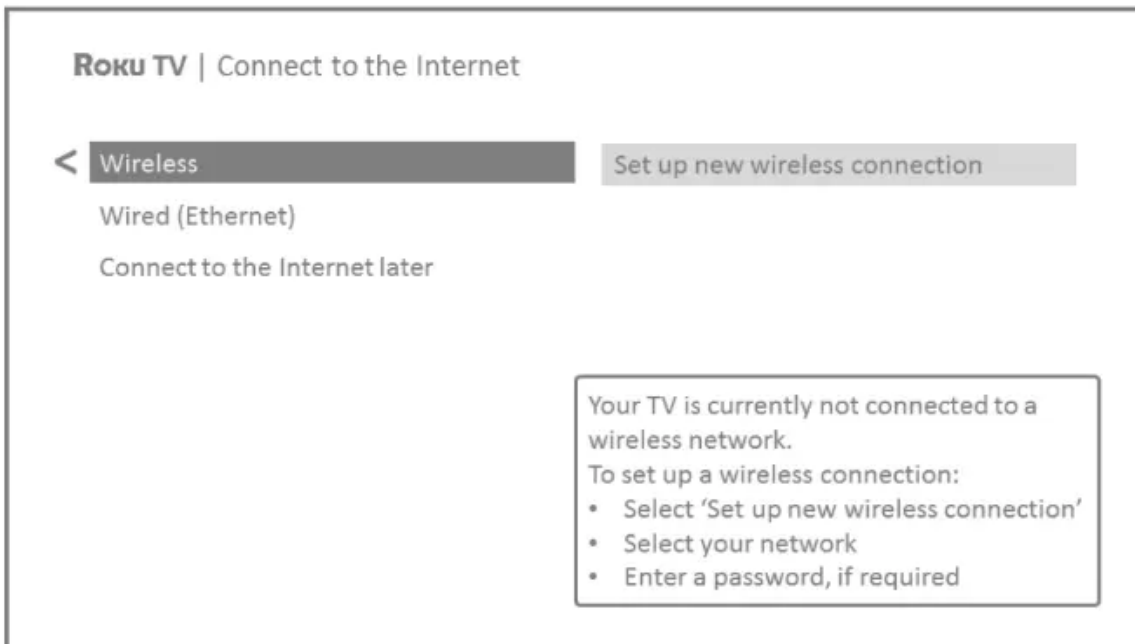 ROKU TV | Connect to the Internet
< Wireless
Set up new wireless connection
Wired (Ethernet)
Connect to the Internet later
Your TV is currently not connected to a
wireless network.
To set up a wireless connection:
• Select ‘Set up new wireless connection’
• Select your network
• Enter a password, if required